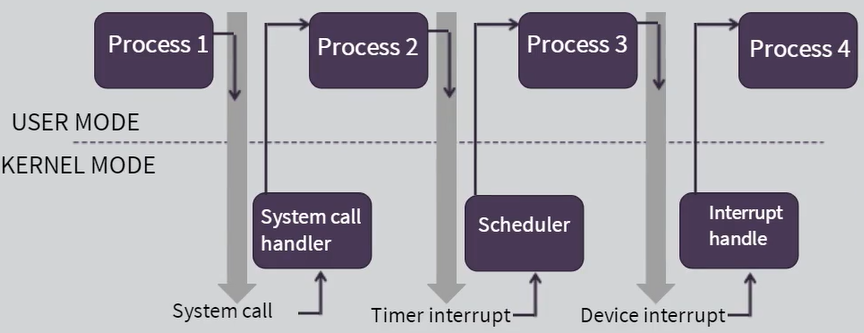 Process 1
Process 2
Process 3
Process 4
USER MODE
KERNEL MODE
System call
handler
Scheduler
Interrupt
handle
System call
Timer interrupt
Device interrupt